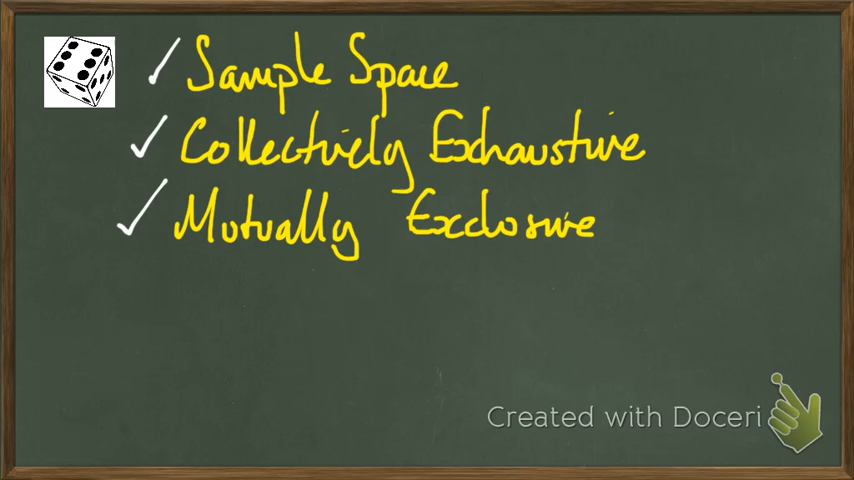 Sample Space
Collectively Exhaustive
Mutually Exclusive
Created with Doceri